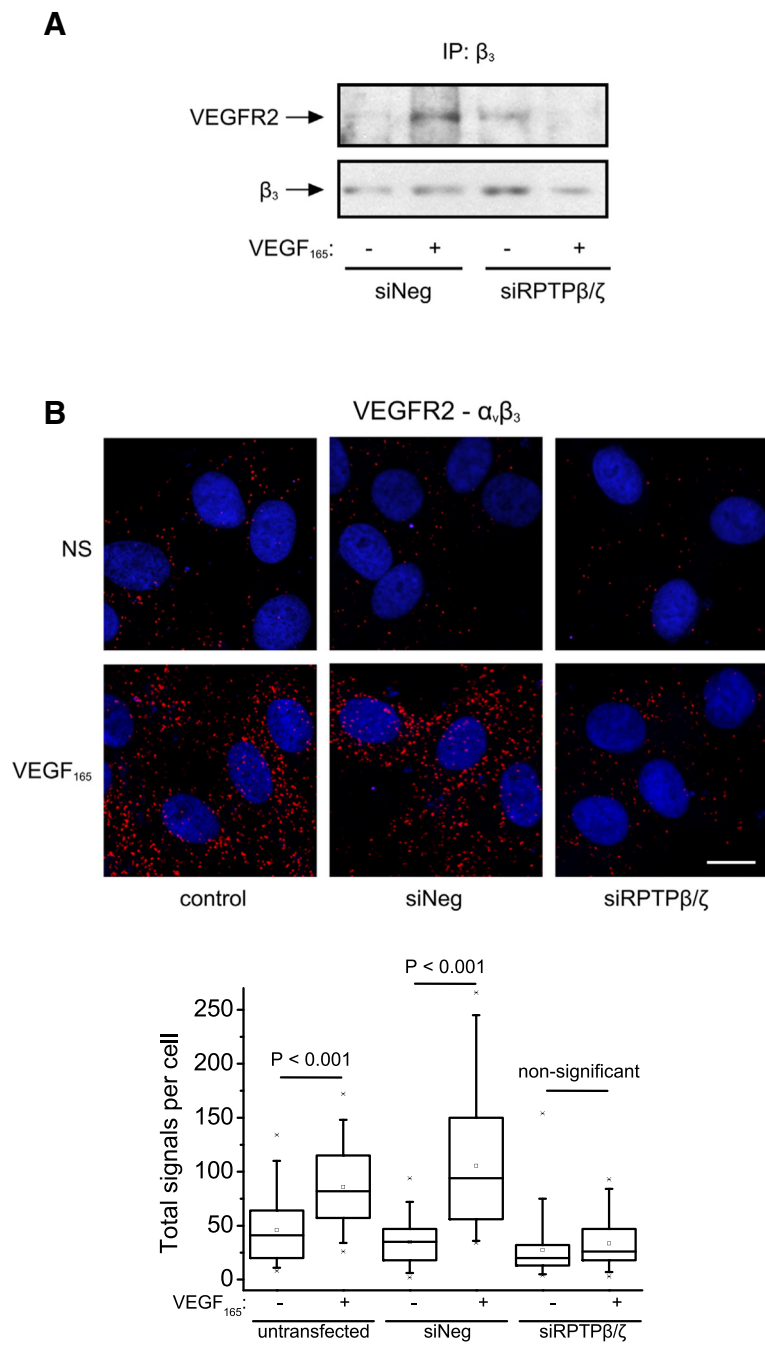 A
IP: β₃
VEGFR2
β₃
VEGF₁₆₅: - + - +
siNeg siRPTPβ/ζ
B
VEGFR2 - αᵥβ₃
NS
VEGF₁₆₅
control siNeg siRPTPβ/ζ
P < 0.001
P < 0.001
non-significant
Total signals per cell
250
200
150
100
50
0
VEGF₁₆₅: - + - + - +
untransfected siNeg siRPTPβ/ζ